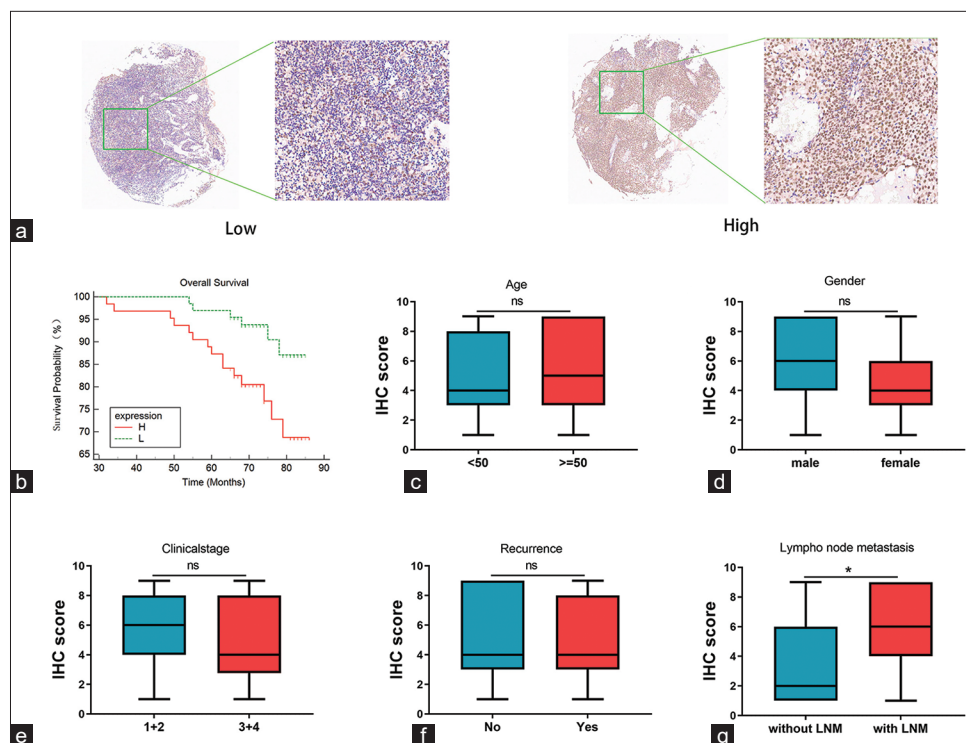 Low
High
a
Overall Survival
100
95
90
85
80
75
70
65
Survival Probability (%)
expression
H
L
30 40 50 60 70 80 90
Time (Months)
b
Age
ns
10
8
6
4
2
0
IHC score
<50 >=50
c
Gender
ns
10
8
6
4
2
0
IHC score
male female
d
Clinicalstage
ns
10
8
6
4
2
0
IHC score
1+2 3+4
e
Recurrence
ns
10
8
6
4
2
0
IHC score
No Yes
f
Lympho node metastasis
*
10
8
6
4
2
0
IHC score
without LNM with LNM
g